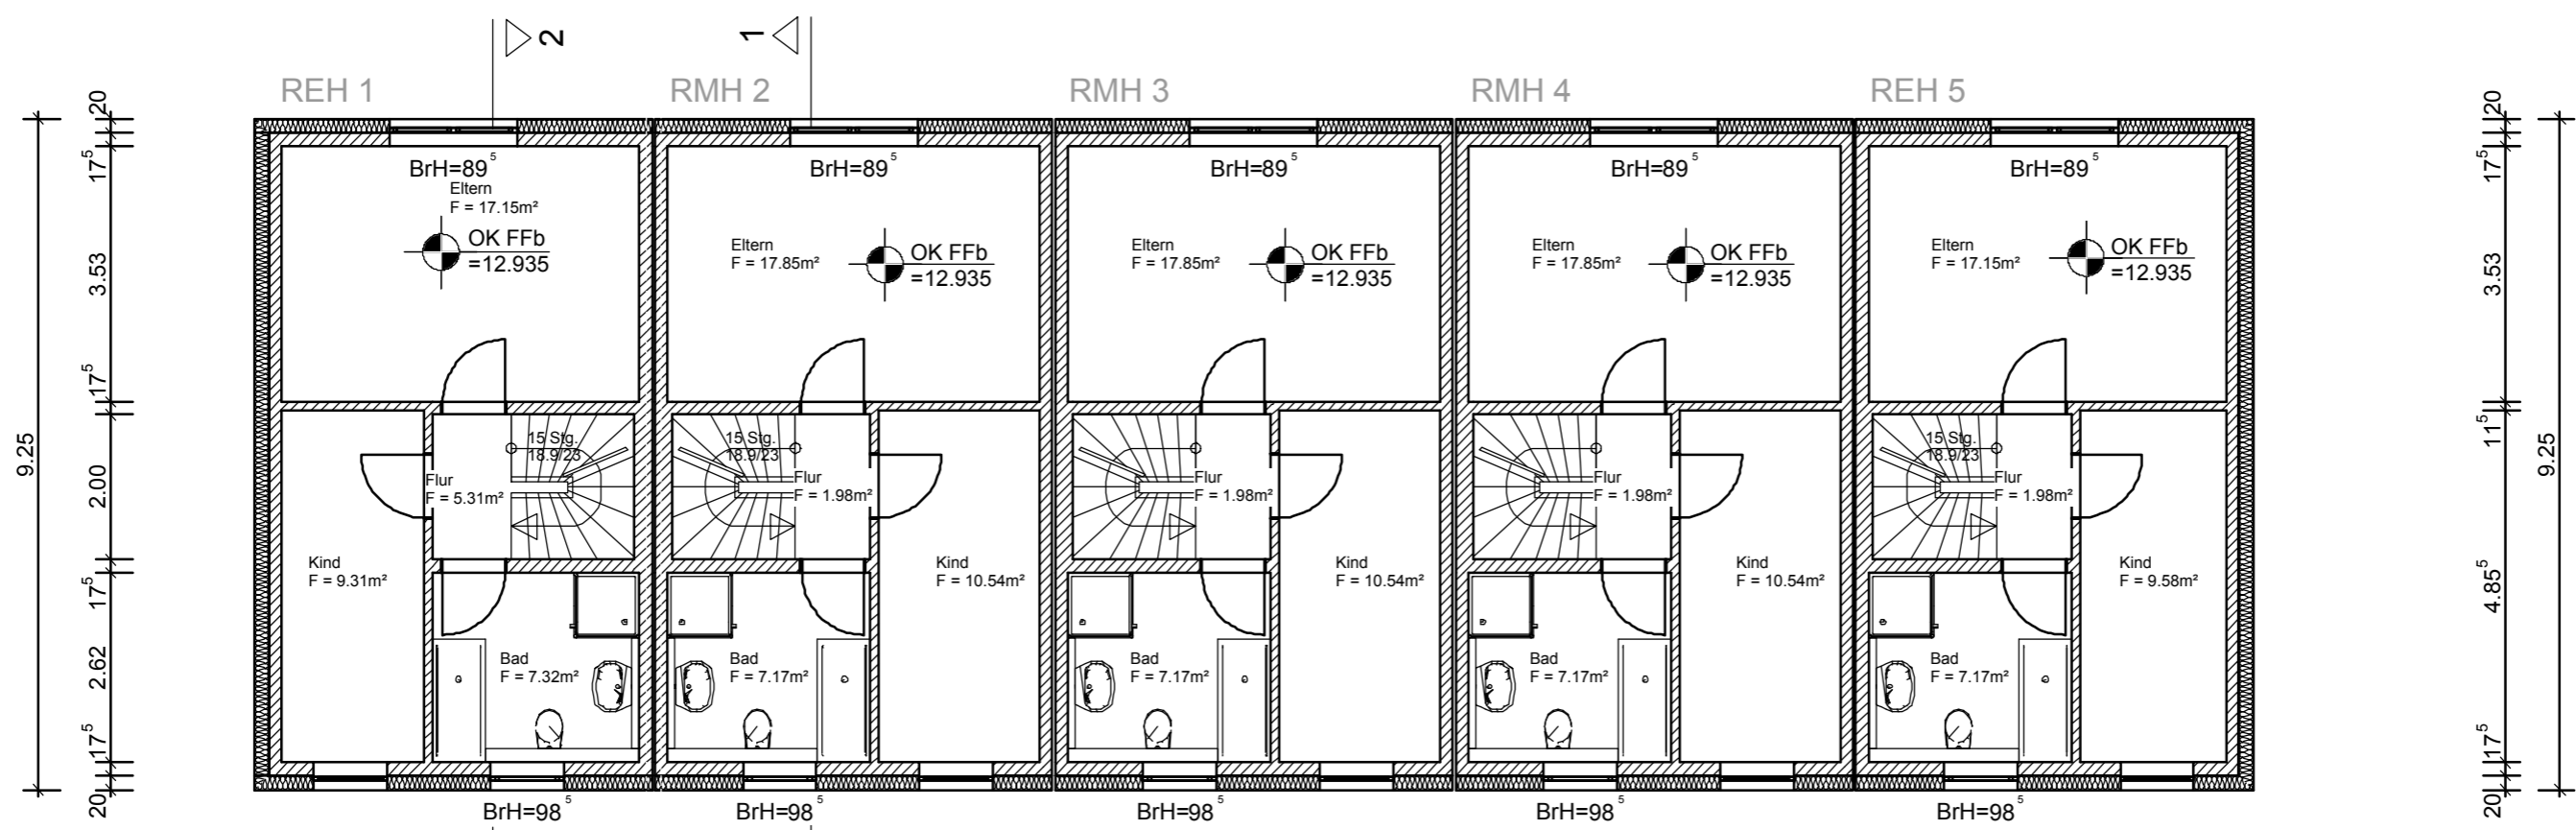 2
1
REH 1
RMH 2
RMH 3
RMH 4
REH 5
9.25
20
17⁵
3.53
17⁵
2.00
17⁵
2.62
17⁵
20
BrH=89⁵
Eltern
F = 17.15m²
OK FFb
=12.935
15 Stg.
18.9/23
Flur
F = 5.31m²
Kind
F = 9.31m²
Bad
F = 7.32m²
BrH=98⁵
BrH=89⁵
Eltern
F = 17.85m²
OK FFb
=12.935
15 Stg.
18.9/23
Flur
F = 1.98m²
Kind
F = 10.54m²
Bad
F = 7.17m²
BrH=98⁵
BrH=89⁵
Eltern
F = 17.85m²
OK FFb
=12.935
Flur
F = 1.98m²
Kind
F = 10.54m²
Bad
F = 7.17m²
BrH=98⁵
BrH=89⁵
Eltern
F = 17.85m²
OK FFb
=12.935
Flur
F = 1.98m²
Kind
F = 10.54m²
Bad
F = 7.17m²
BrH=98⁵
BrH=89⁵
Eltern
F = 17.15m²
OK FFb
=12.935
15 Stg.
18.9/23
Flur
F = 1.98m²
Kind
F = 9.58m²
Bad
F = 7.17m²
BrH=98⁵
20
17⁵
3.53
11⁵
4.85⁵
17⁵
20
9.25